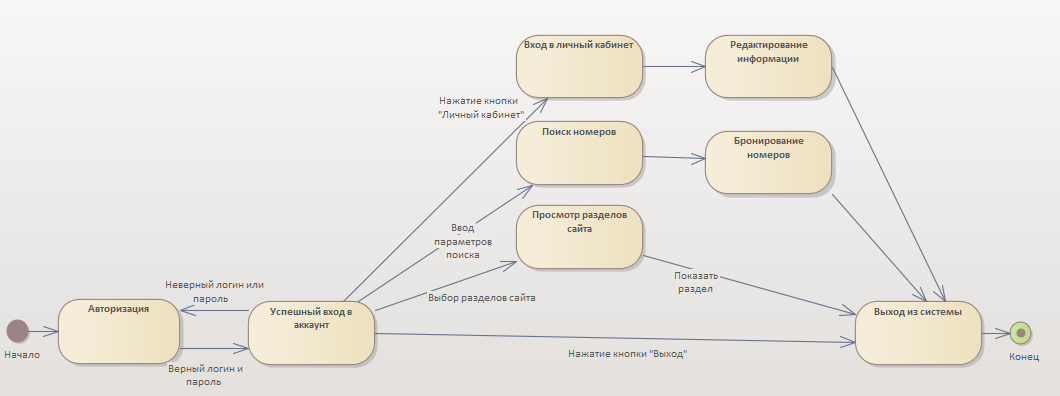 Вход в личный кабинет
Редактирование
информации
Нажатие кнопки
"Личный кабинет"
Поиск номеров
Бронирование
номеров
Просмотр разделов
сайта
Ввод
параметров
поиска
Показать
раздел
Неверный логин или
пароль
Выбор разделов сайта
Авторизация
Успешный вход в
аккаунт
Выход из системы
Начало
Нажатие кнопки "Выход"
Конец
Верный логин и
пароль